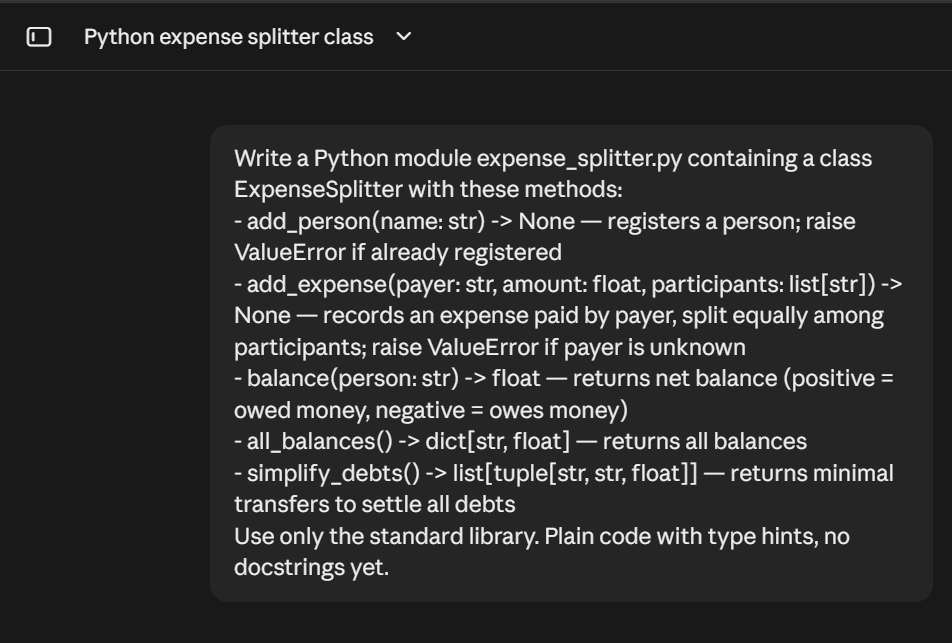 Python expense splitter class
Write a Python module expense_splitter.py containing a class
ExpenseSplitter with these methods:
- add_person(name: str) -> None — registers a person; raise
ValueError if already registered
- add_expense(payer: str, amount: float, participants: list[str]) ->
None — records an expense paid by payer, split equally among
participants; raise ValueError if payer is unknown
- balance(person: str) -> float — returns net balance (positive =
owed money, negative = owes money)
- all_balances() -> dict[str, float] — returns all balances
- simplify_debts() -> list[tuple[str, str, float]] — returns minimal
transfers to settle all debts
Use only the standard library. Plain code with type hints, no
docstrings yet.